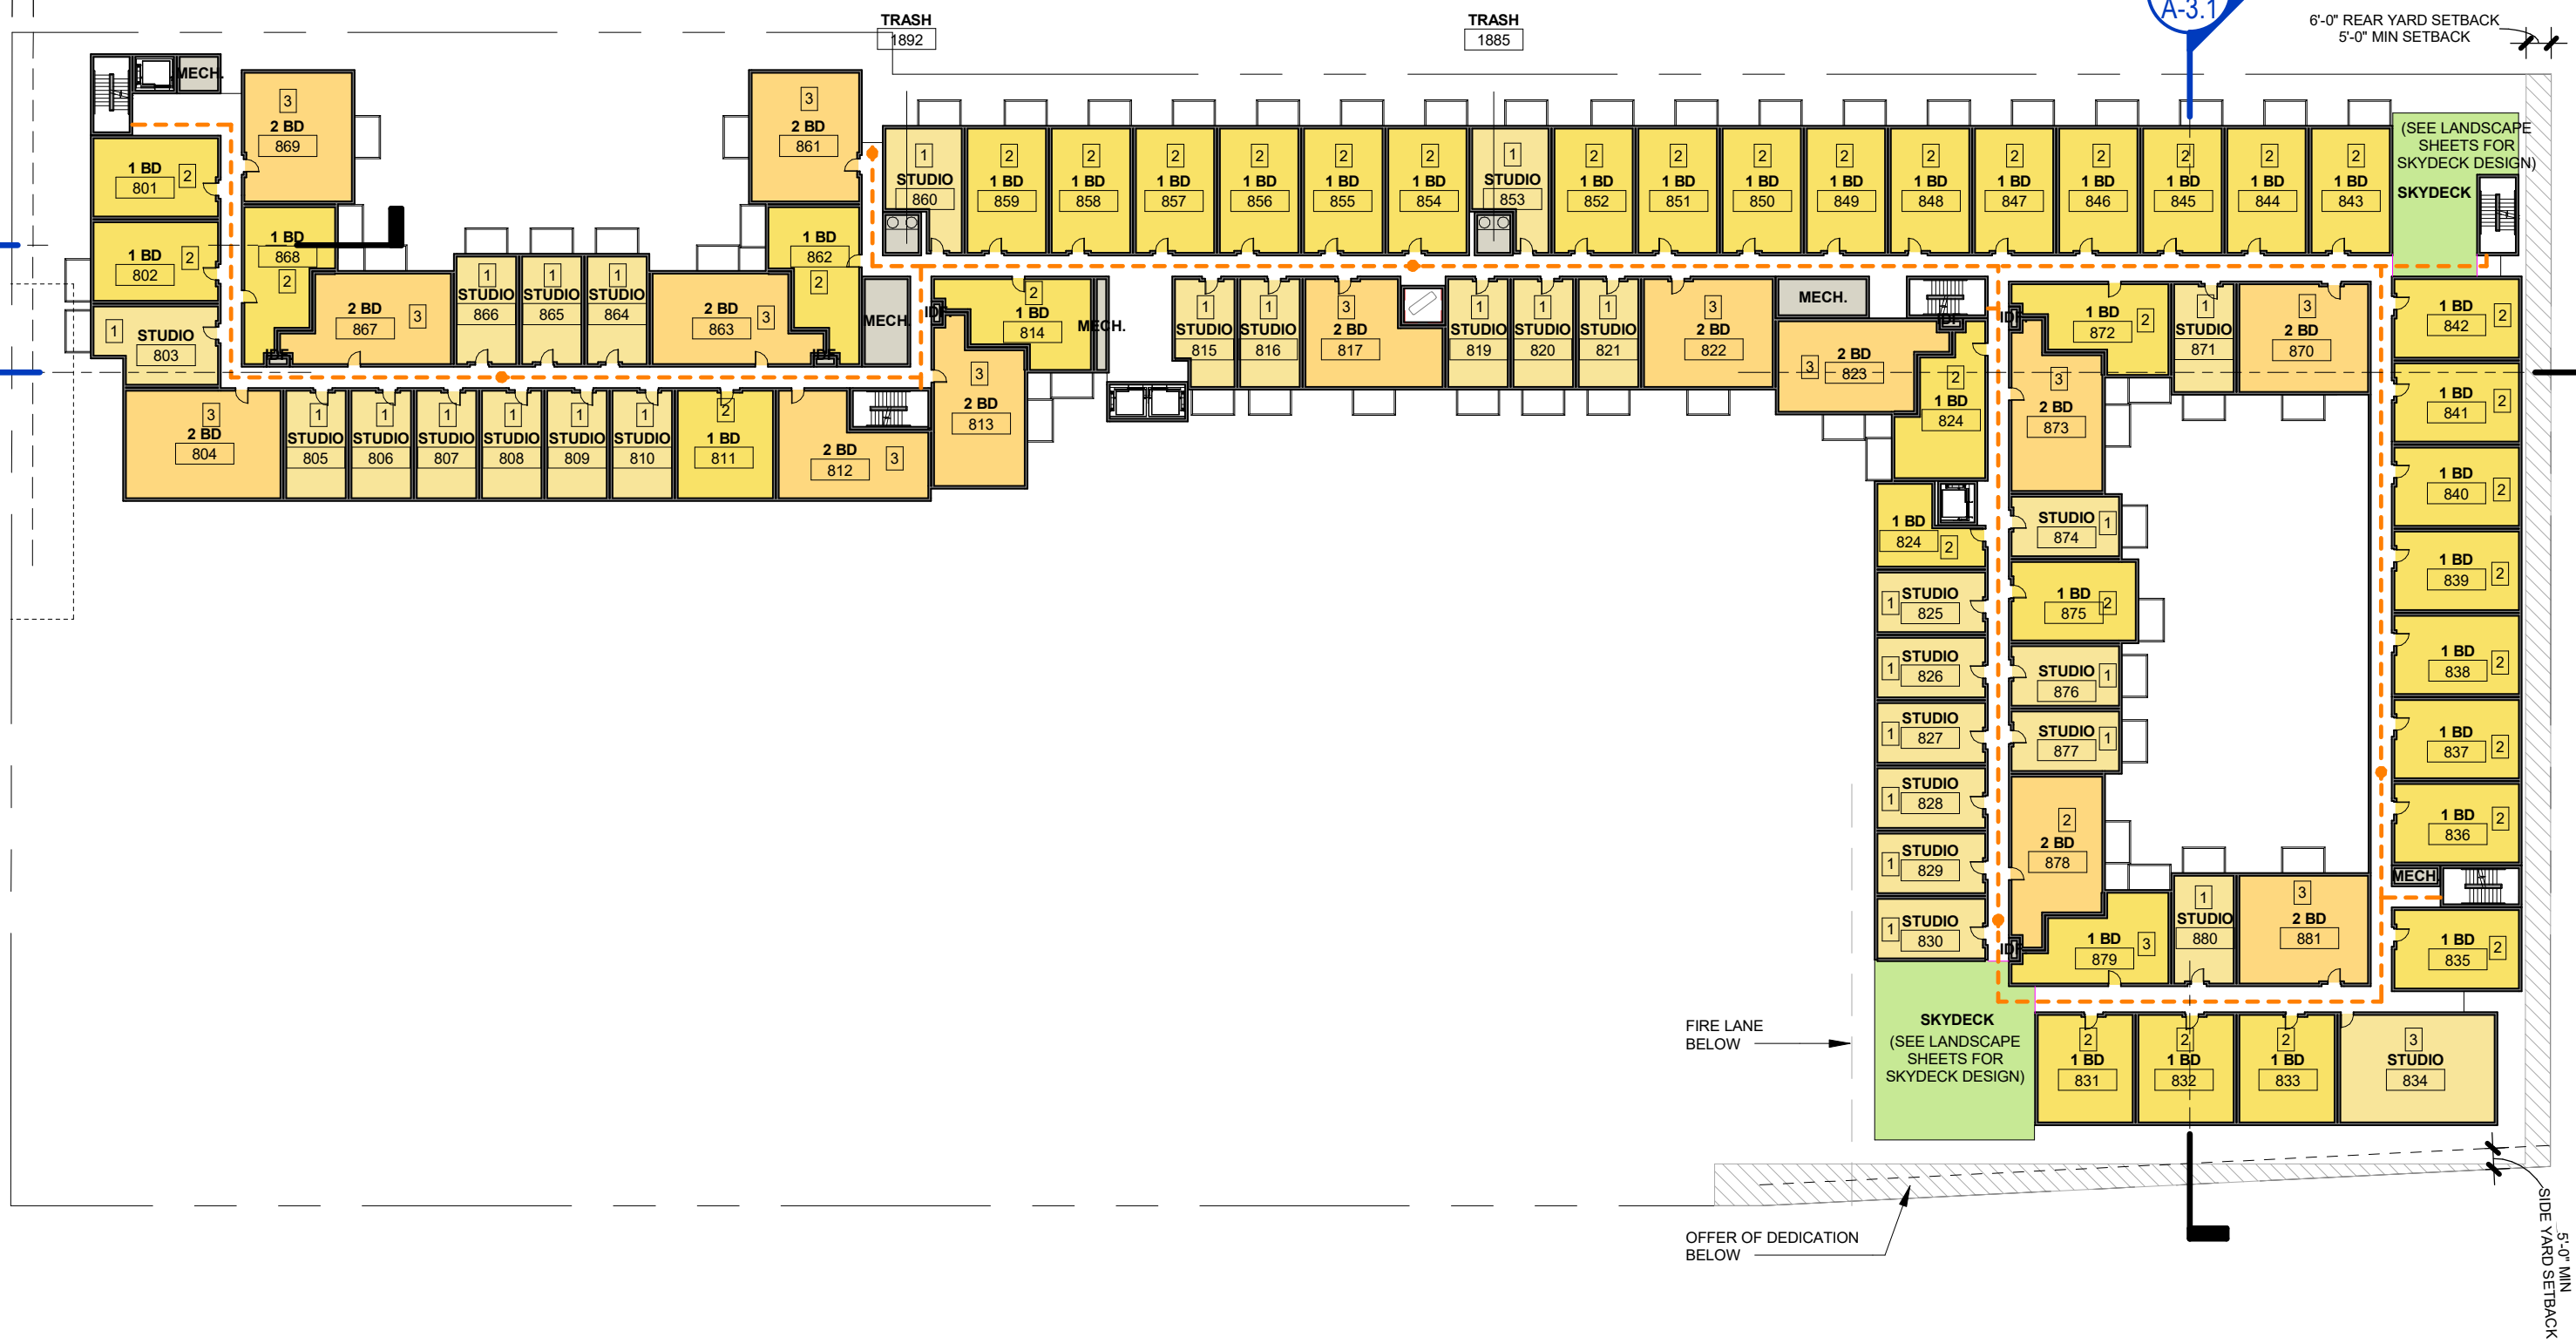 A-3.1
6'-0" REAR YARD SETBACK
5'-0" MIN SETBACK
TRASH
1892
TRASH
1885
MECH.
3
2 BD
869
3
2 BD
861
1 BD
801
2
1 BD
802
2
1
STUDIO
803
1 BD
868
2
2 BD
867
3
1
STUDIO
866
1
STUDIO
865
1
STUDIO
864
2 BD
863
3
1 BD
862
2
MECH.
IDF
IDF
3
2 BD
804
1
STUDIO
805
1
STUDIO
806
1
STUDIO
807
1
STUDIO
808
1
STUDIO
809
1
STUDIO
810
2
1 BD
811
2 BD
812
3
3
2 BD
813
IDF
2
1 BD
814
MECH.
1
STUDIO
860
2
1 BD
859
2
1 BD
858
2
1 BD
857
2
1 BD
856
2
1 BD
855
2
1 BD
854
1
STUDIO
853
2
1 BD
852
2
1 BD
851
2
1 BD
850
2
1 BD
849
2
1 BD
848
2
1 BD
847
2
1 BD
846
2
1 BD
845
2
1 BD
844
2
1 BD
843
(SEE LANDSCAPE
SHEETS FOR
SKYDECK DESIGN)
SKYDECK
1
STUDIO
815
1
STUDIO
816
3
2 BD
817
1
STUDIO
819
1
STUDIO
820
1
STUDIO
821
3
2 BD
822
MECH.
3
2 BD
823
IDF
2
1 BD
824
1 BD
824
2
1
STUDIO
825
1
STUDIO
826
1
STUDIO
827
1
STUDIO
828
1
STUDIO
829
1
STUDIO
830
IDF
1 BD
872
2
1
STUDIO
871
3
2 BD
870
3
2 BD
873
STUDIO
874
1
1 BD
875
2
STUDIO
876
1
STUDIO
877
1
2
2 BD
878
IDF
1 BD
879
3
1
STUDIO
880
3
2 BD
881
1 BD
842
2
1 BD
841
2
1 BD
840
2
1 BD
839
2
1 BD
838
2
1 BD
837
2
1 BD
836
2
MECH.
1 BD
835
2
SKYDECK
(SEE LANDSCAPE
SHEETS FOR
SKYDECK DESIGN)
2
1 BD
831
2
1 BD
832
2
1 BD
833
3
STUDIO
834
FIRE LANE
BELOW
OFFER OF DEDICATION
BELOW
5'-0" MIN
SIDE YARD SETBACK